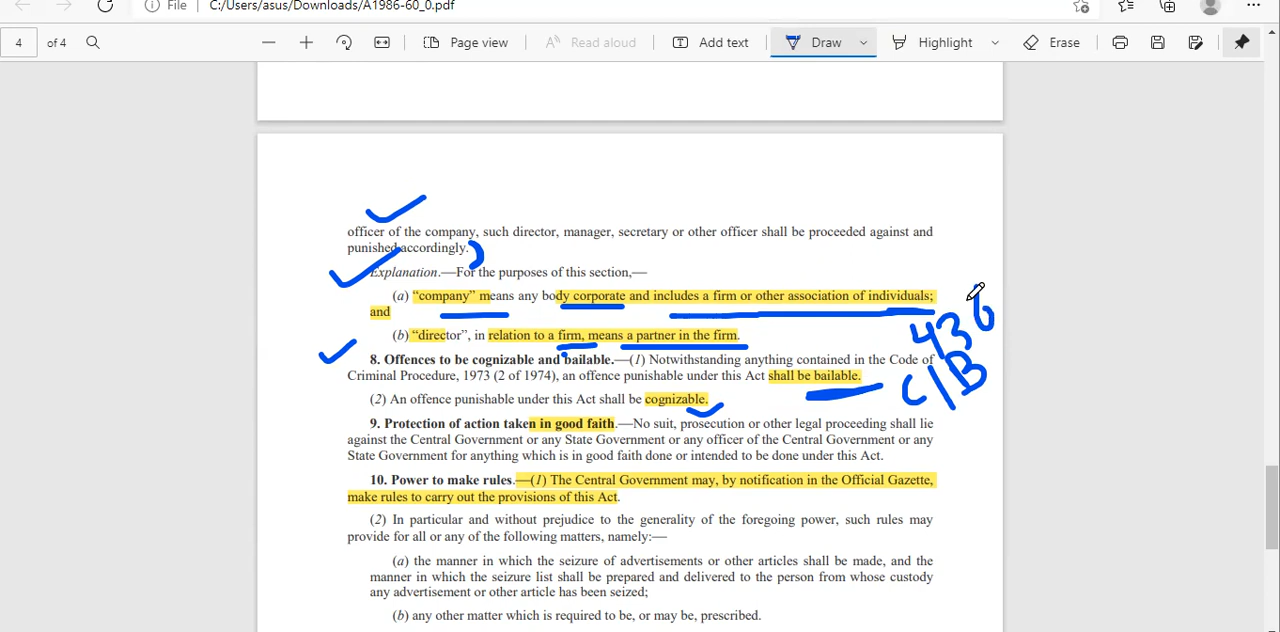 File | C:/Users/asus/Downloads/A1986-60_0.pdf
4 of 4 Page view Read aloud Add text Draw Highlight Erase
officer of the company, such director, manager, secretary or other officer shall be proceeded against and
punished accordingly.
Explanation.—For the purposes of this section,—
(a) “company” means any body corporate and includes a firm or other association of individuals;
and
(b) “director”, in relation to a firm, means a partner in the firm.
436
8. Offences to be cognizable and bailable.—(1) Notwithstanding anything contained in the Code of
Criminal Procedure, 1973 (2 of 1974), an offence punishable under this Act shall be bailable.
C/B
(2) An offence punishable under this Act shall be cognizable.
9. Protection of action taken in good faith.—No suit, prosecution or other legal proceeding shall lie
against the Central Government or any State Government or any officer of the Central Government or any
State Government for anything which is in good faith done or intended to be done under this Act.
10. Power to make rules.—(1) The Central Government may, by notification in the Official Gazette,
make rules to carry out the provisions of this Act.
(2) In particular and without prejudice to the generality of the foregoing power, such rules may
provide for all or any of the following matters, namely:—
(a) the manner in which the seizure of advertisements or other articles shall be made, and the
manner in which the seizure list shall be prepared and delivered to the person from whose custody
any advertisement or other article has been seized;
(b) any other matter which is required to be, or may be, prescribed.